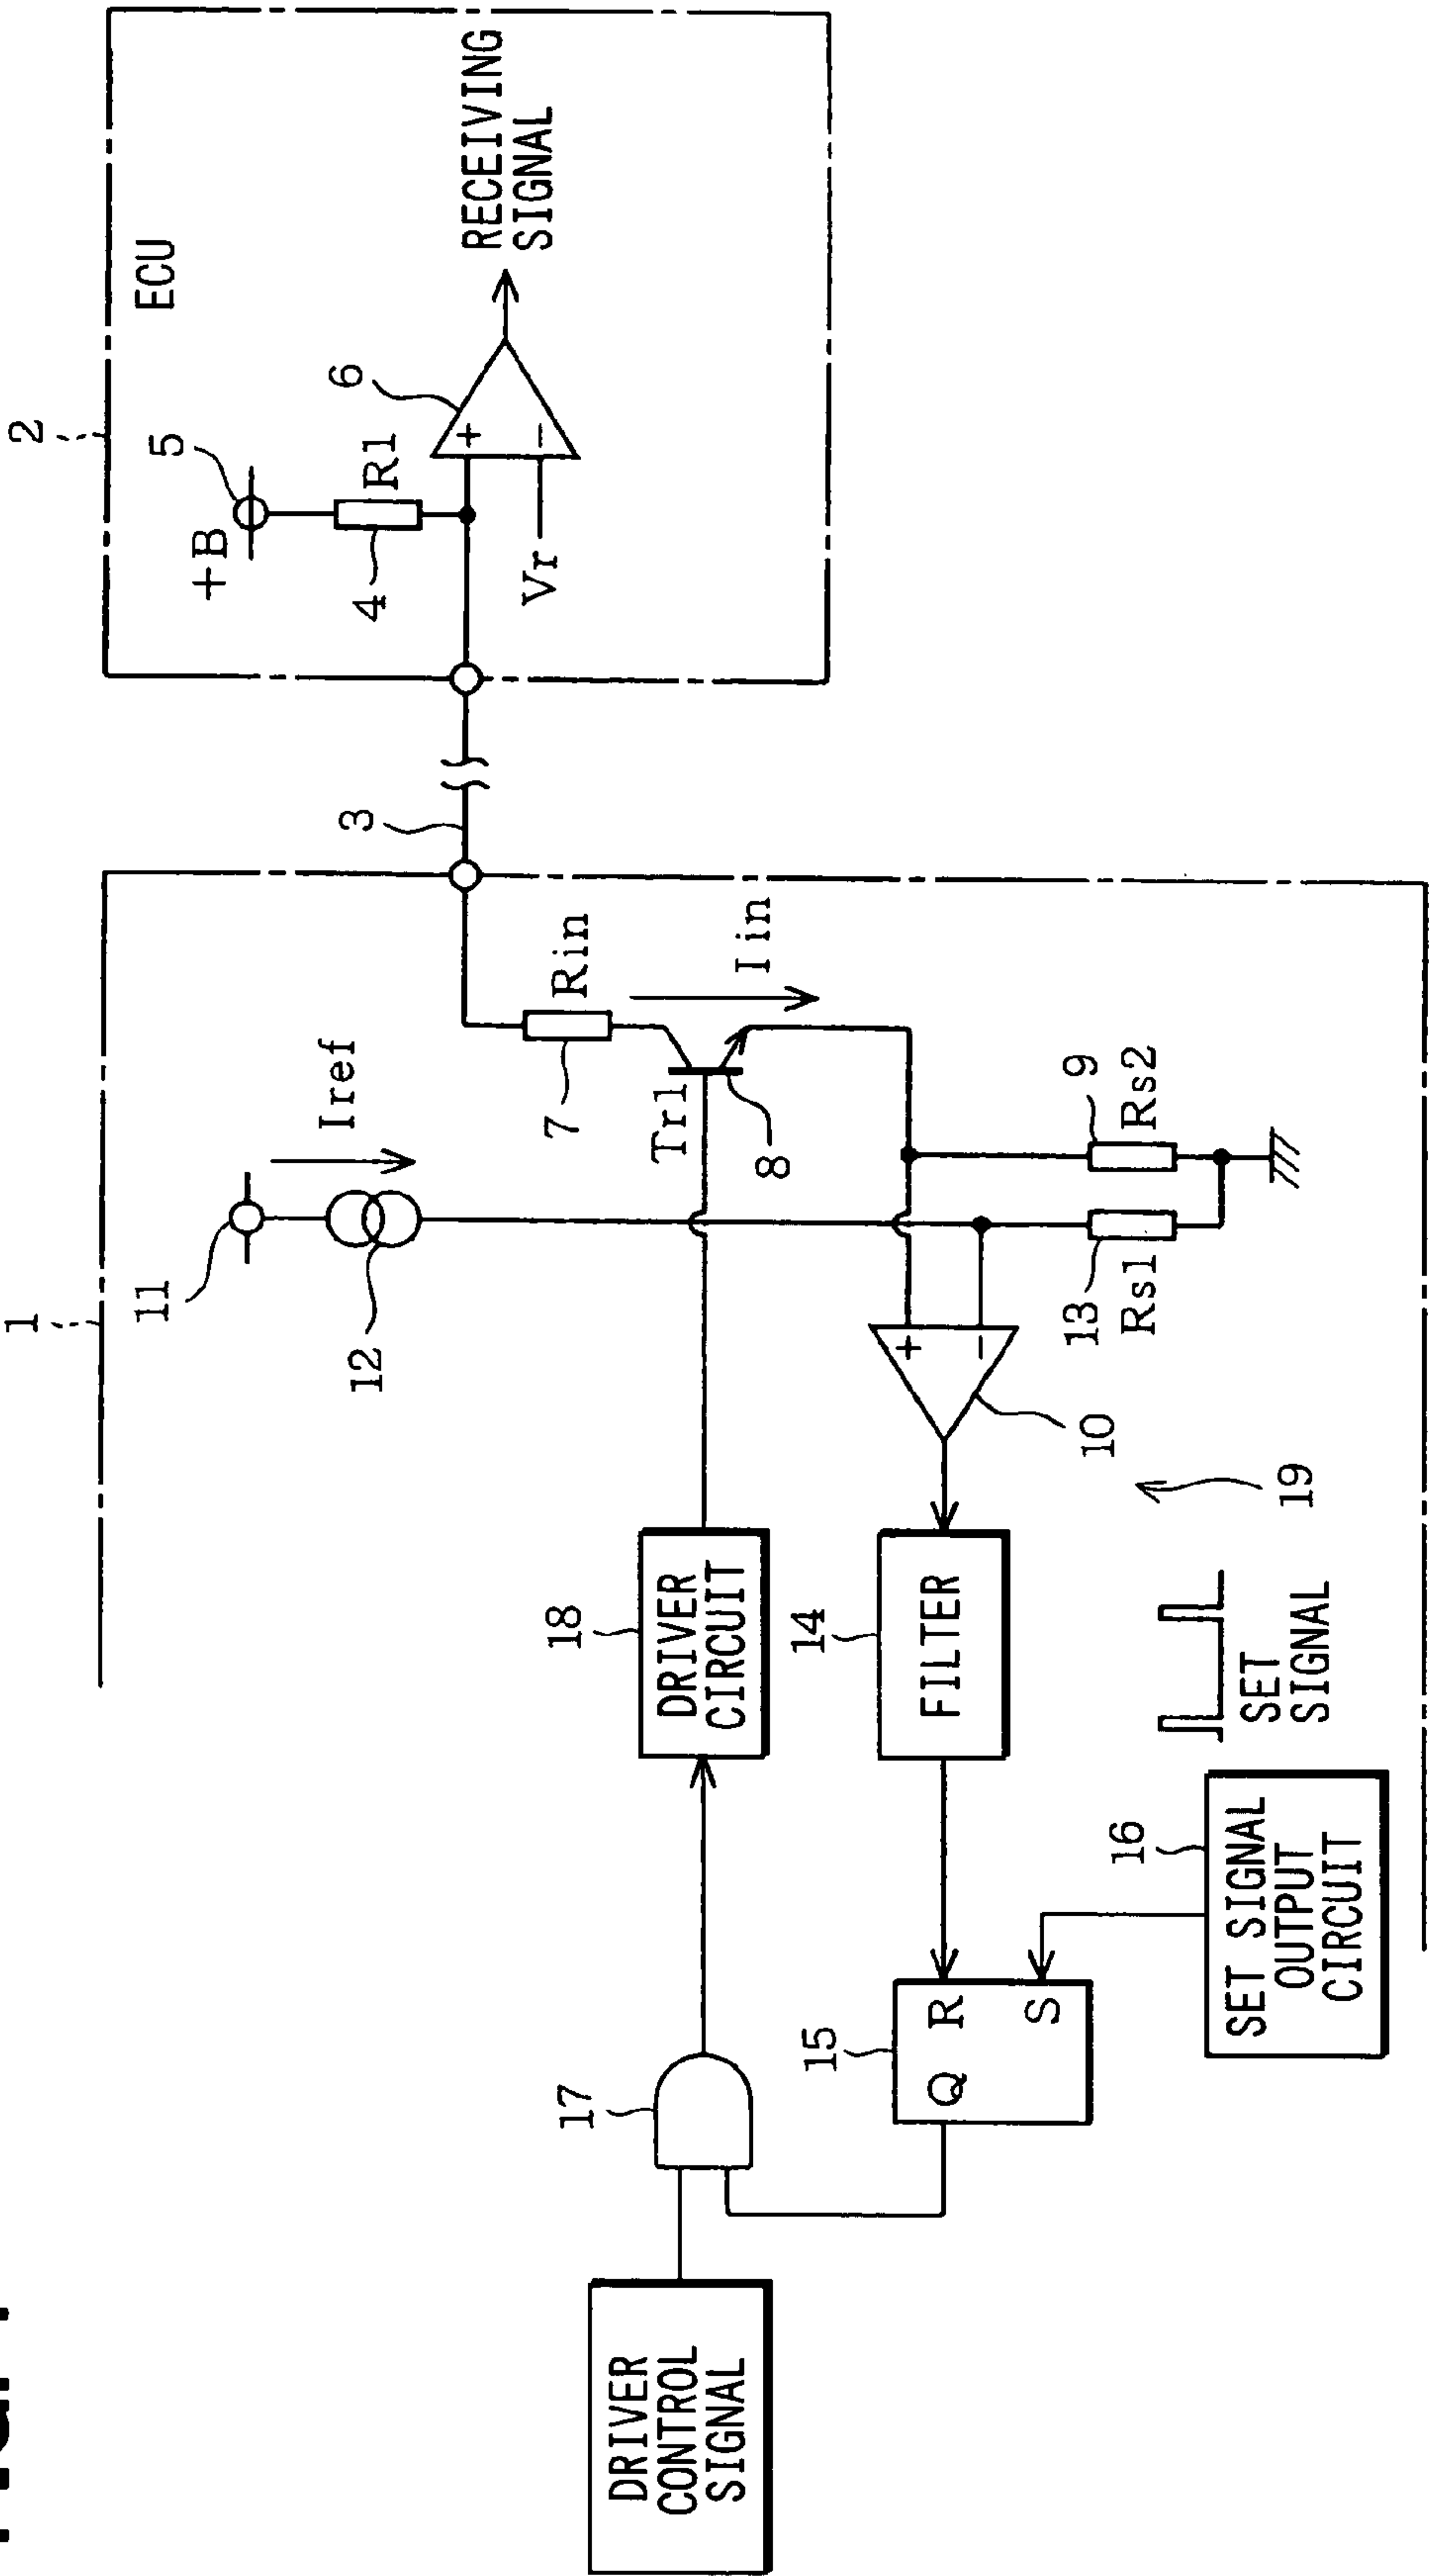 1
2
11
Iref
12
+B
5
ECU
R1
4
6
+
−
Vr
RECEIVING
SIGNAL
3
Rin
7
Iin
Tr1
8
DRIVER
CONTROL
SIGNAL
17
18
DRIVER
CIRCUIT
+
−
10
9
Rs2
13
Rs1
14
FILTER
15
Q
R
S
16
SET SIGNAL
OUTPUT
CIRCUIT
SET
SIGNAL
19